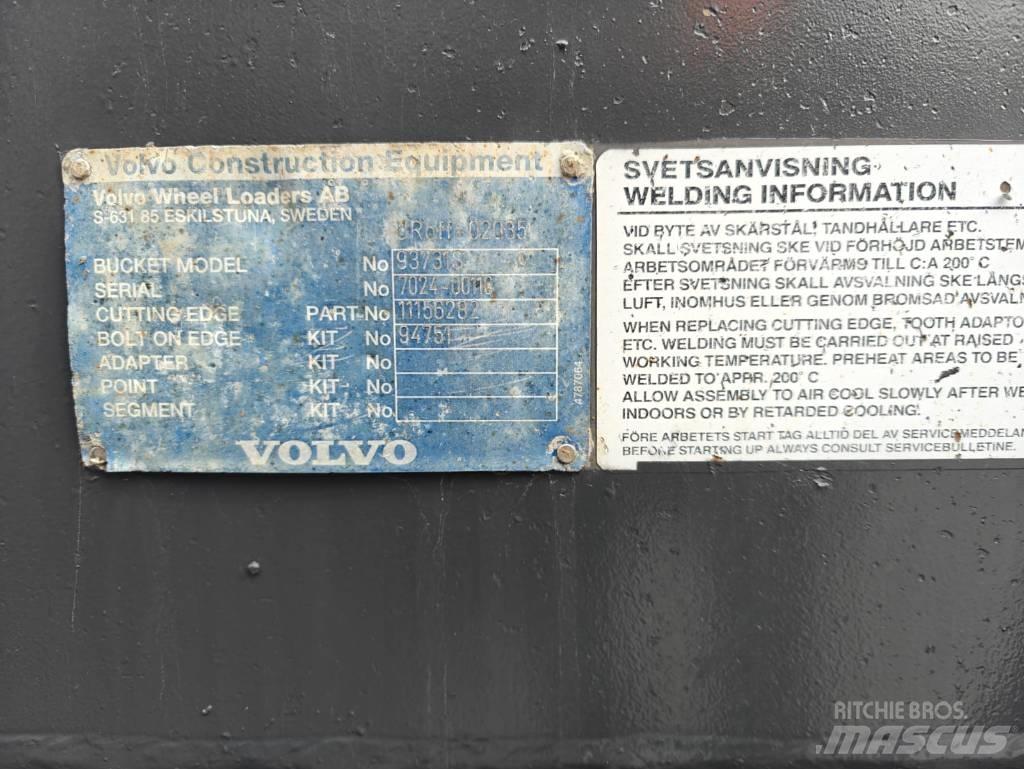 Volvo Construction Equipment
Volvo Wheel Loaders AB
S-631 85 ESKILSTUNA, SWEDEN
BUCKET MODEL No
SERIAL No 7024-
CUTTING EDGE PART No 11156282
BOLT ON EDGE KIT No 94751
ADAPTER KIT No
POINT KIT No
SEGMENT KIT No
VOLVO
SVETSANVISNING
WELDING INFORMATION
VID BYTE AV SKÄRSTÅL, TANDHÅLLARE ETC.
SKALL SVETSNING SKE VID FÖRHÖJD ARBETSTEM
ARBETSOMRÅDET FÖRVÄRMS TILL C:A 200° C
EFTER SVETSNING SKALL AVSVALNING SKE LÅNGS
LUFT, INOMHUS ELLER GENOM BROMSAD AVSVALN
WHEN REPLACING CUTTING EDGE, TOOTH ADAPTO
ETC. WELDING MUST BE CARRIED OUT AT RAISED
WORKING TEMPERATURE. PREHEAT AREAS TO BE
WELDED TO APPR. 200° C
ALLOW ASSEMBLY TO AIR COOL SLOWLY AFTER WE
INDOORS OR BY RETARDED COOLING.
FÖRE ARBETETS START TAG ALLTID DEL AV SERVICEMEDDELAN
BEFORE STARTING UP ALWAYS CONSULT SERVICEBULLETINE.
RITCHIE BROS.
MASCUS